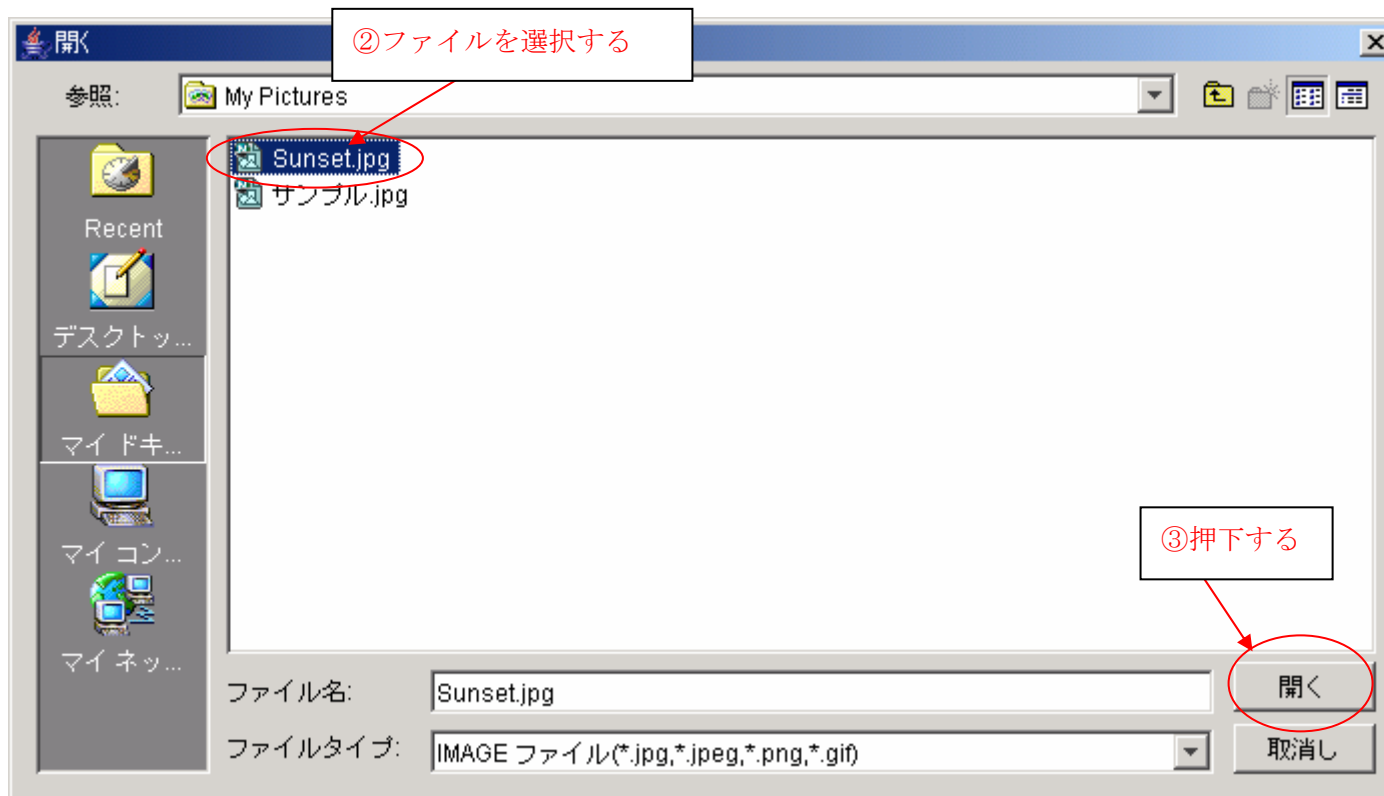 開く
②ファイルを選択する
参照:
My Pictures
Recent
デスクトッ...
マイ ドキ...
マイ コン...
マイ ネッ...
Sunset.jpg
サンプル.jpg
③押下する
ファイル名:
Sunset.jpg
開く
ファイルタイプ:
IMAGE ファイル(*.jpg,*.jpeg,*.png,*.gif)
取消し